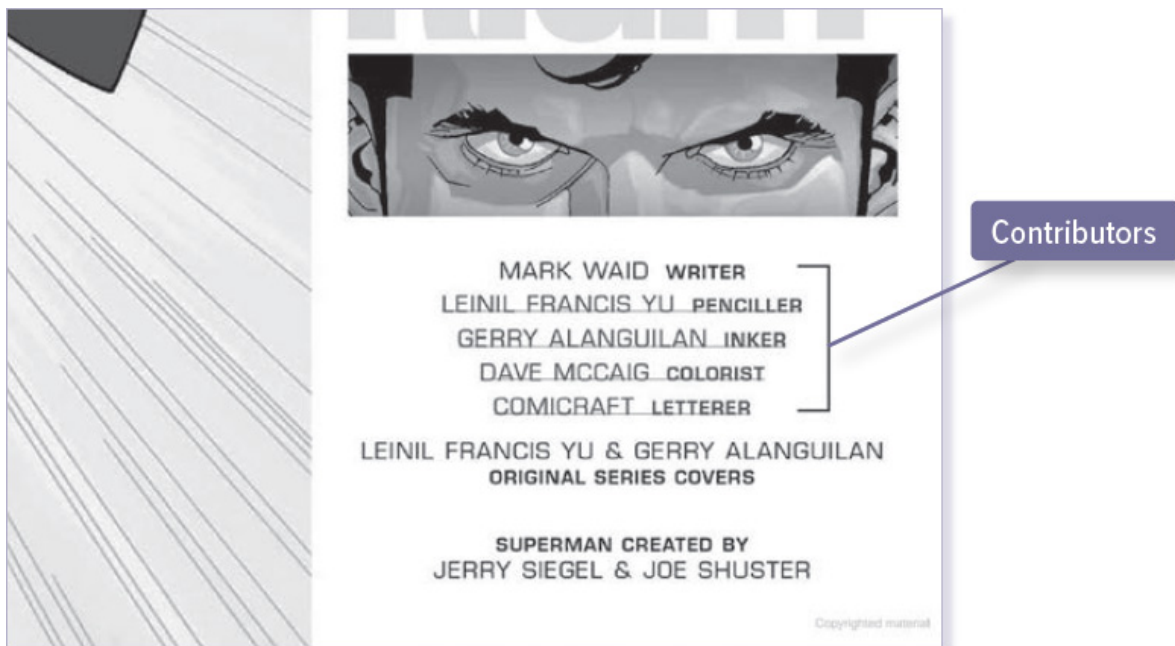 MARK WAID WRITER
LEINIL FRANCIS YU PENCILLER
GERRY ALANGUILAN INKER
DAVE MCCAIG COLORIST
COMICRAFT LETTERER
LEINIL FRANCIS YU & GERRY ALANGUILAN
ORIGINAL SERIES COVERS
SUPERMAN CREATED BY
JERRY SIEGEL & JOE SHUSTER
Copyrighted material
Contributors